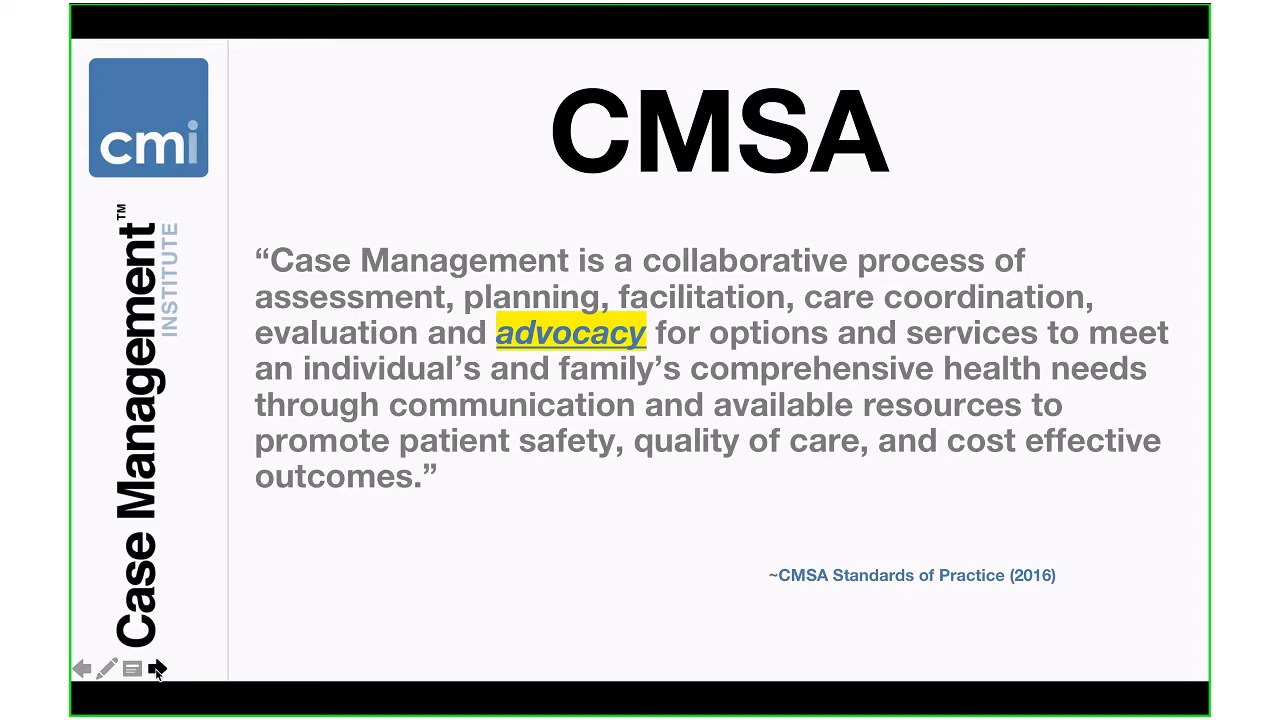 cmi
Case Management™
INSTITUTE
CMSA
“Case Management is a collaborative process of
assessment, planning, facilitation, care coordination,
evaluation and advocacy for options and services to meet
an individual’s and family’s comprehensive health needs
through communication and available resources to
promote patient safety, quality of care, and cost effective
outcomes.”
~CMSA Standards of Practice (2016)